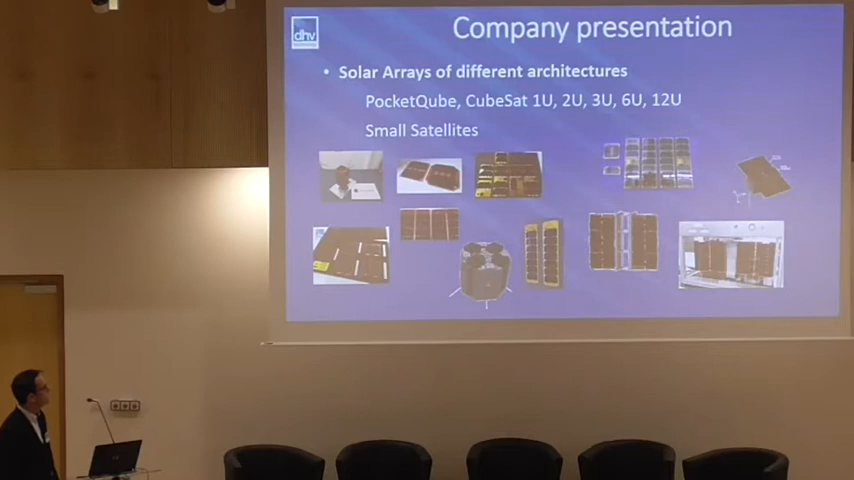 dhv
Company presentation
• Solar Arrays of different architectures
PocketQube, CubeSat 1U, 2U, 3U, 6U, 12U
Small Satellites